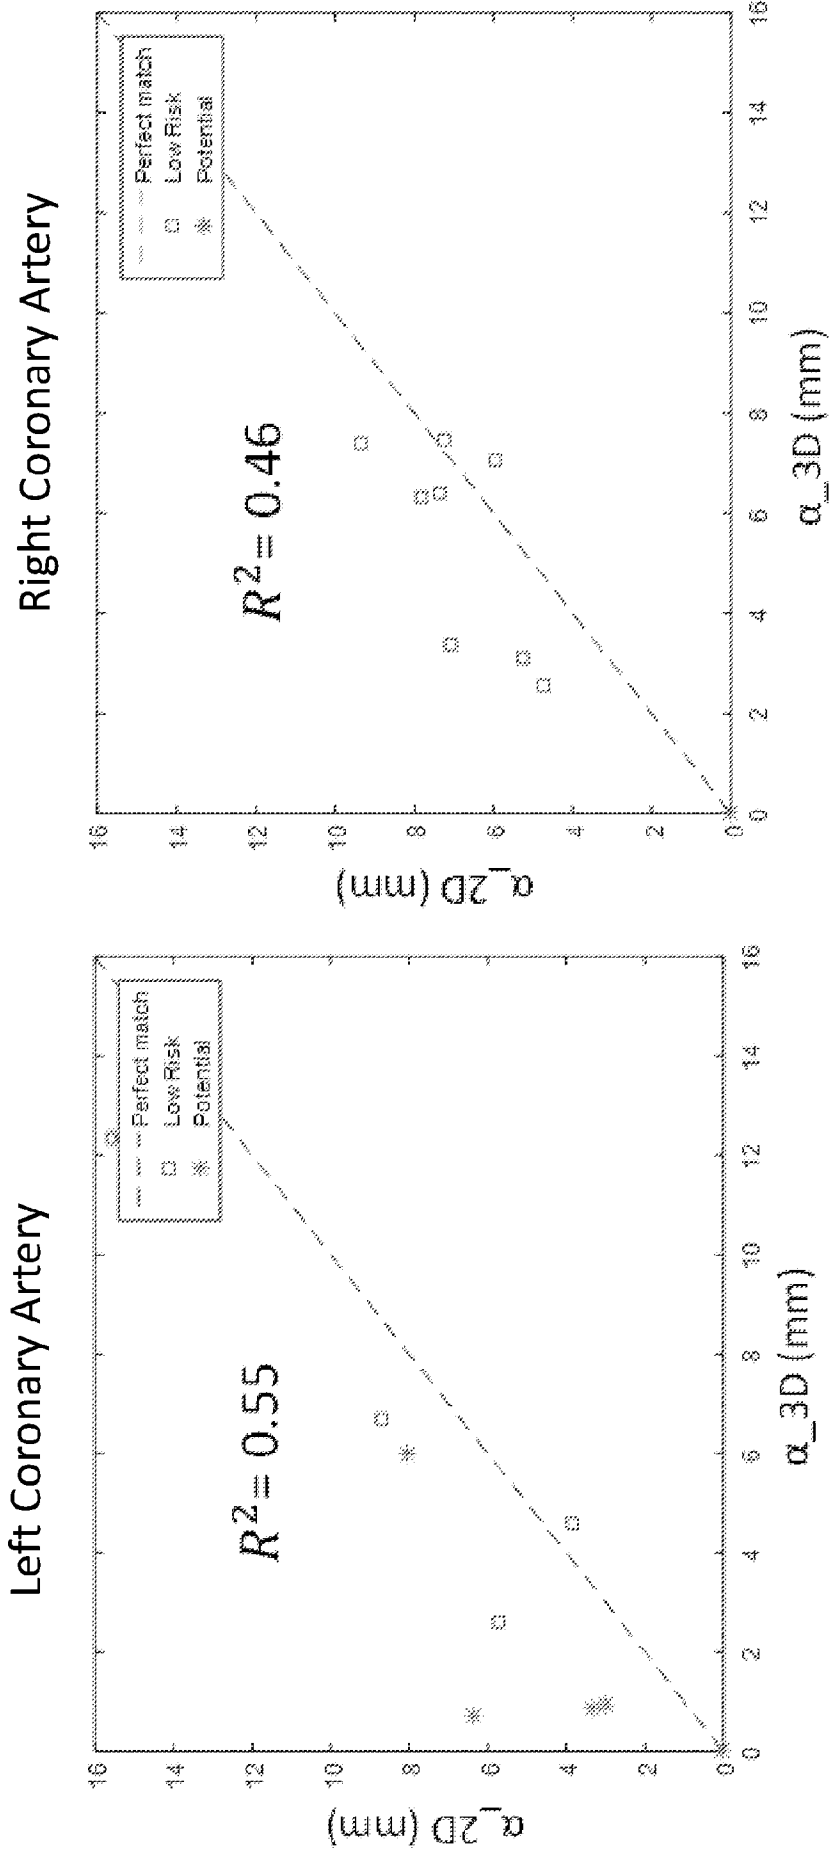 Left Coronary Artery
R² = 0.55
Perfect match
Low Risk
Potential
16
14
12
10
8
6
4
2
0
α_2D (mm)
0
2
4
6
8
10
12
14
16
α_3D (mm)
Right Coronary Artery
R² = 0.46
Perfect match
Low Risk
Potential
16
14
12
10
8
6
4
2
0
α_2D (mm)
0
2
4
6
8
10
12
14
16
α_3D (mm)